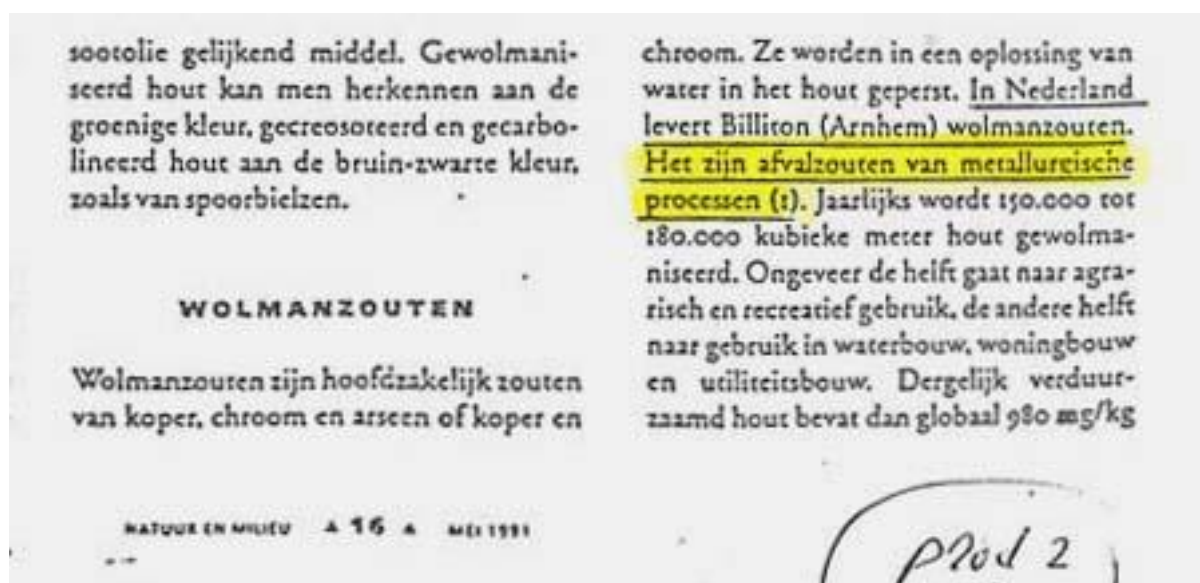 sootolie gelijkend middel. Gewolmani-
seerd hout kan men herkennen aan de
groenige kleur, gecreosoteerd en gecarbo-
lineerd hout aan de bruin-zwarte kleur,
zoals van spoorbielzen.
WOLMANZOUTEN
Wolmanzouten zijn hoofdzakelijk zouten
van koper, chroom en arseen of koper en
chroom. Ze worden in een oplossing van
water in het hout geperst. In Nederland
levert Billiton (Arnhem) wolmanzouten.
Het zijn afvalzouten van metallurgische
processen (1). Jaarlijks wordt 150.000 tot
180.000 kubieke meter hout gewolma-
niseerd. Ongeveer de helft gaat naar agra-
risch en recreatief gebruik, de andere helft
naar gebruik in waterbouw, woningbouw
en utiliteitsbouw. Dergelijk verduur-
zaamd hout bevat dan globaal 980 mg/kg
NATUUR EN MILIEU 16 MEI 1991
prod 2